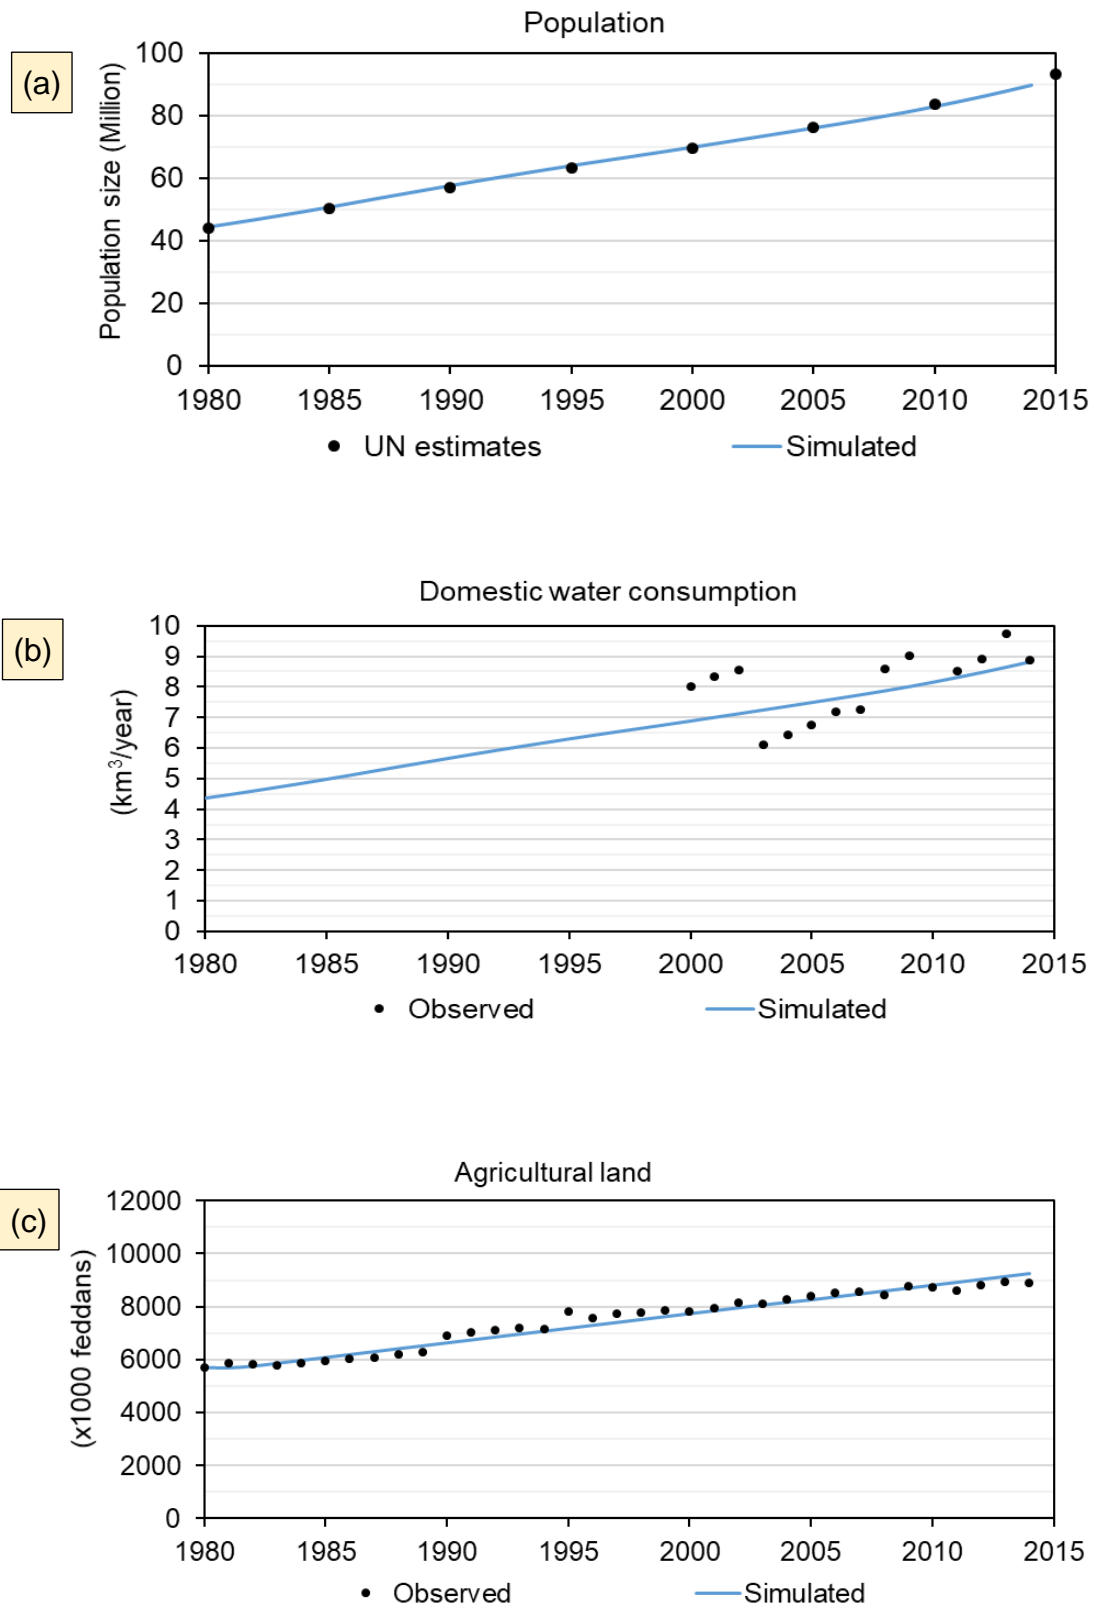 Population
(a)
Population size (Million)
100
80
60
40
20
0
1980 1985 1990 1995 2000 2005 2010 2015
UN estimates Simulated
Domestic water consumption
(b)
(km³/year)
10
9
8
7
6
5
4
3
2
1
0
1980 1985 1990 1995 2000 2005 2010 2015
Observed Simulated
Agricultural land
(c)
(x1000 feddans)
12000
10000
8000
6000
4000
2000
0
1980 1985 1990 1995 2000 2005 2010 2015
Observed Simulated